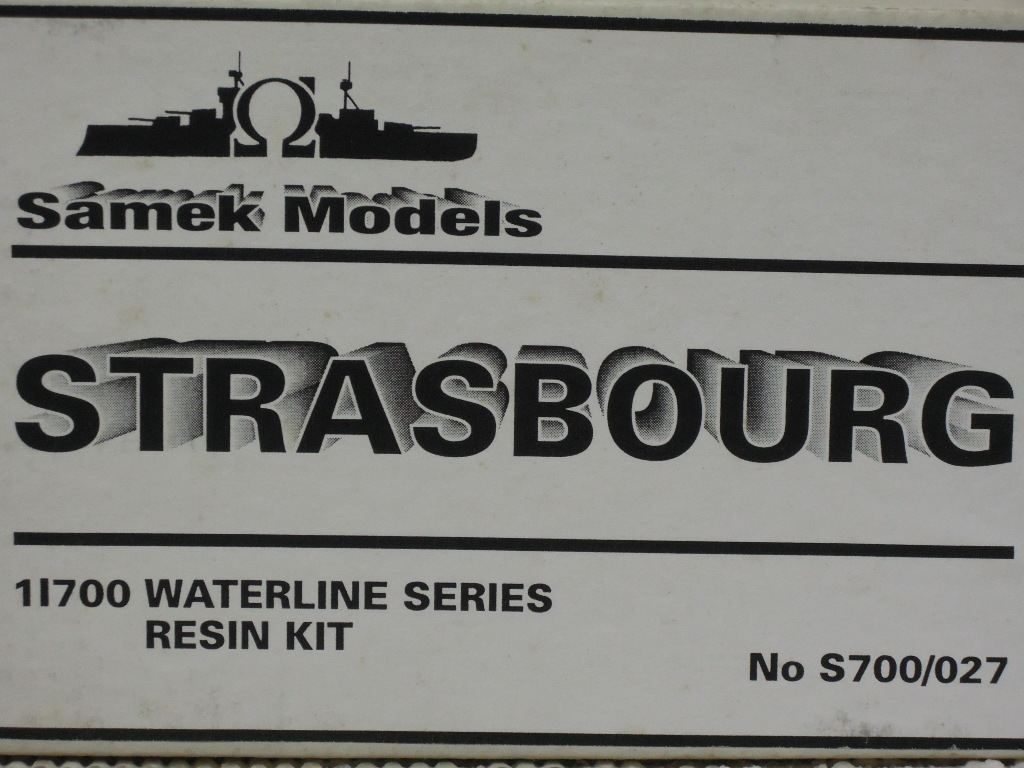 Ω
Samek Models
STRASBOURG
1I700 WATERLINE SERIES
RESIN KIT
No S700/027